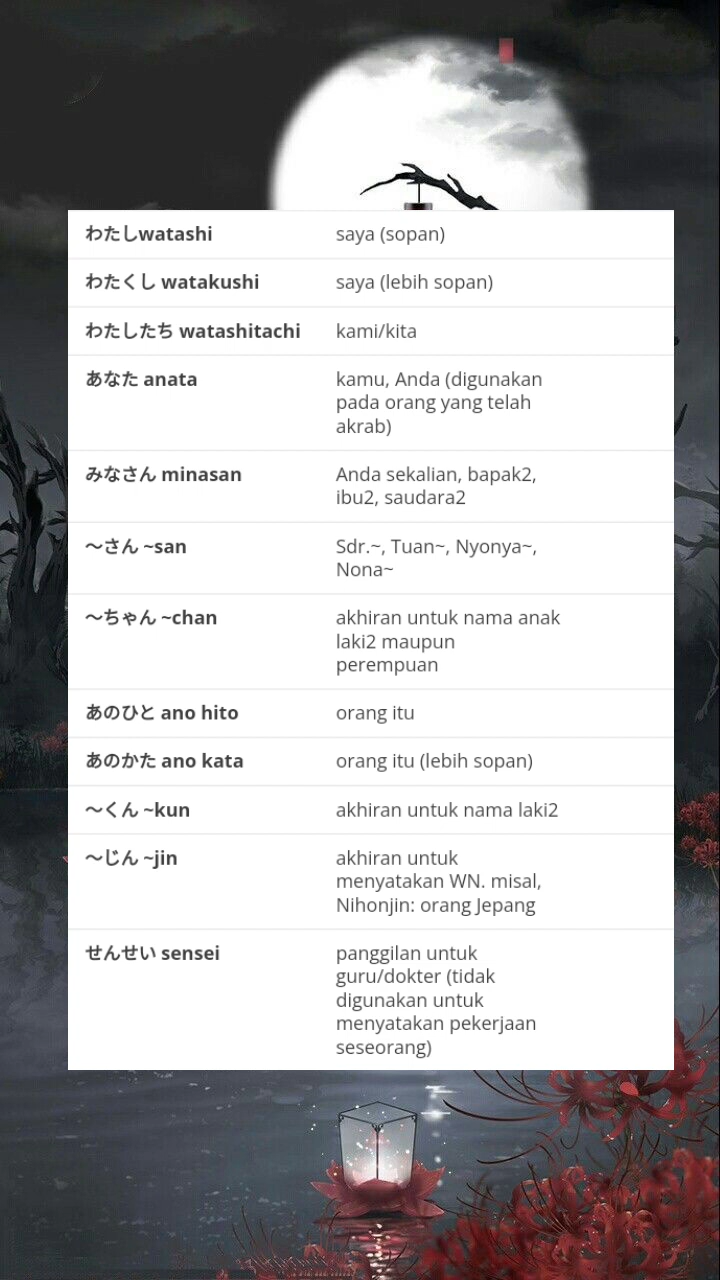 わたしwatashi saya (sopan)
わたくし watakushi saya (lebih sopan)
わたしたち watashitachi kami/kita
あなた anata kamu, Anda (digunakan
pada orang yang telah
akrab)
みなさん minasan Anda sekalian, bapak2,
ibu2, saudara2
〜さん ~san Sdr.~, Tuan~, Nyonya~,
Nona~
〜ちゃん ~chan akhiran untuk nama anak
laki2 maupun
perempuan
あのひと ano hito orang itu
あのかた ano kata orang itu (lebih sopan)
〜くん ~kun akhiran untuk nama laki2
〜じん ~jin akhiran untuk
menyatakan WN. misal,
Nihonjin: orang Jepang
せんせい sensei panggilan untuk
guru/dokter (tidak
digunakan untuk
menyatakan pekerjaan
seseorang)